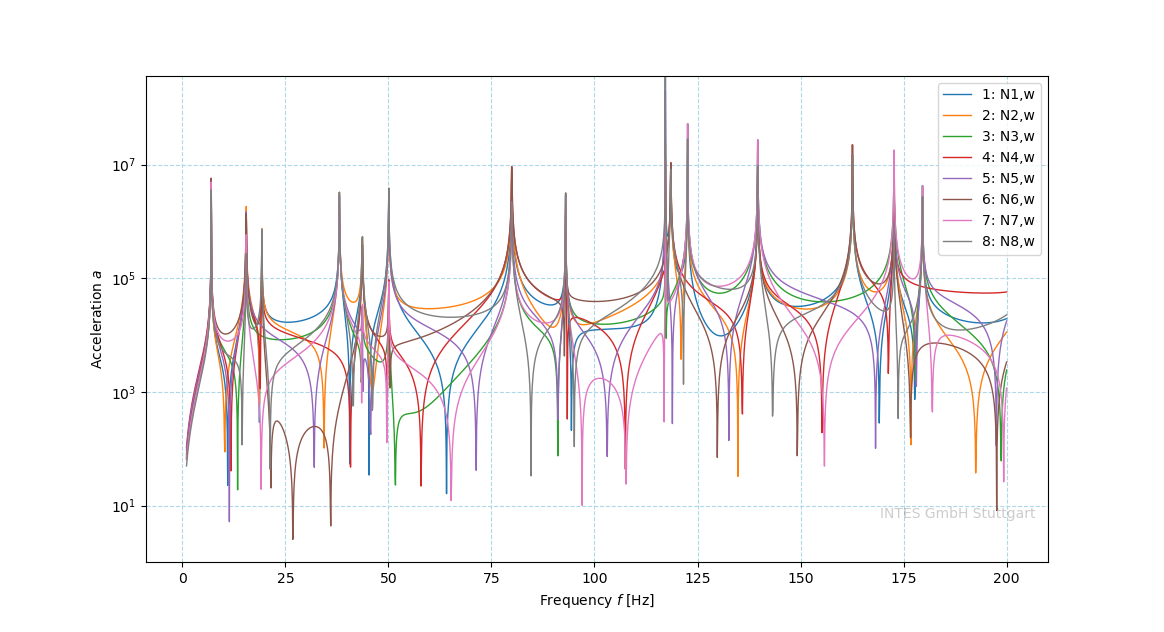 1: N1,w
2: N2,w
3: N3,w
4: N4,w
5: N5,w
6: N6,w
7: N7,w
8: N8,w
10^7
10^5
10^3
10^1
Acceleration a
INTES GmbH Stuttgart
0 25 50 75 100 125 150 175 200
Frequency f [Hz]